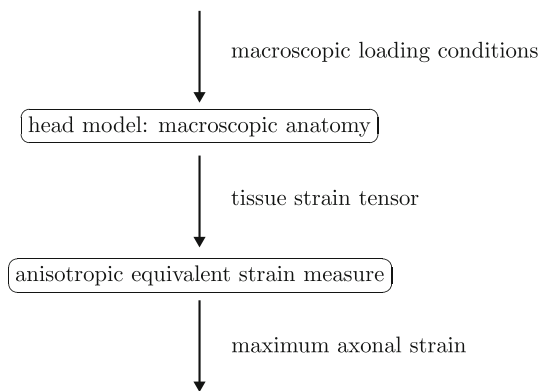 macroscopic loading conditions
head model: macroscopic anatomy
tissue strain tensor
anisotropic equivalent strain measure
maximum axonal strain